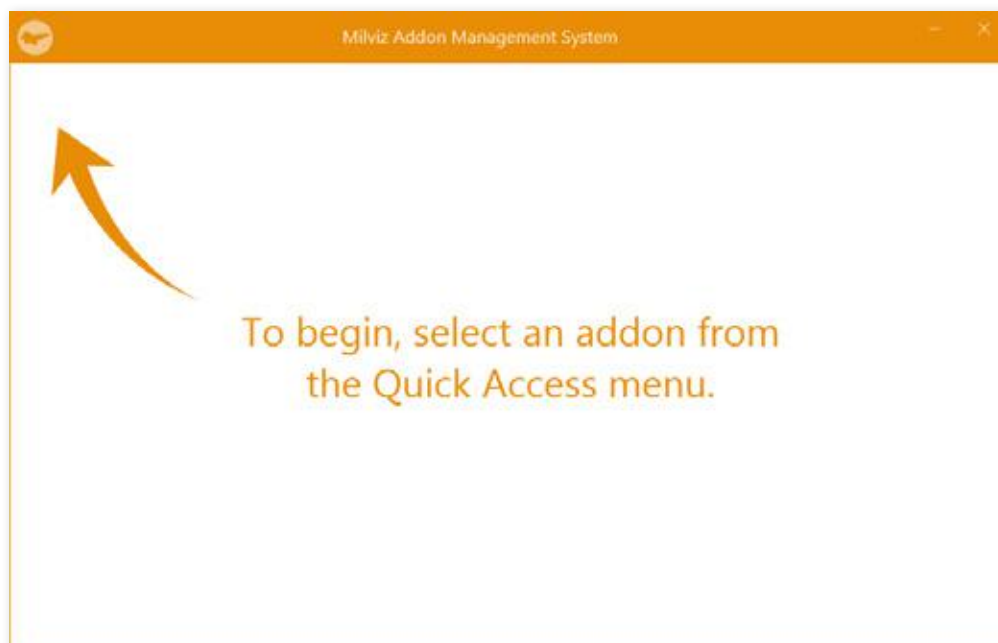 Milviz Addon Management System
To begin, select an addon from
the Quick Access menu.